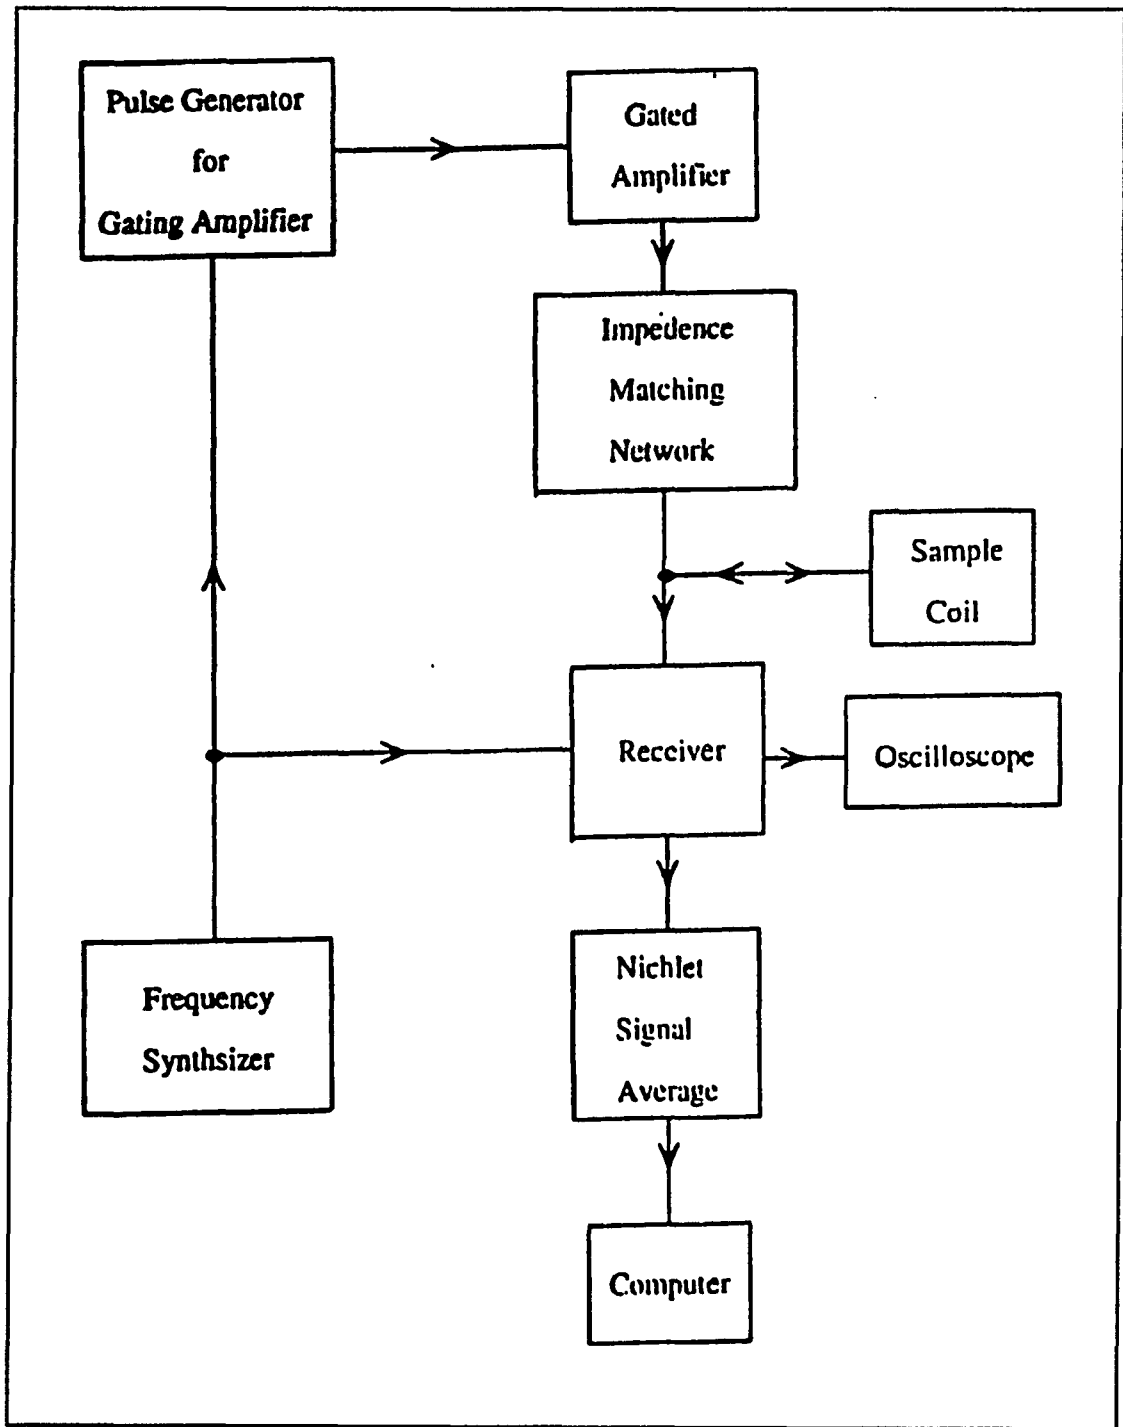 Pulse Generator
for
Gating Amplifier
Gated
Amplifier
Impedence
Matching
Network
Sample
Coil
Receiver
Oscilloscope
Frequency
Synthsizer
Nichlet
Signal
Average
Computer